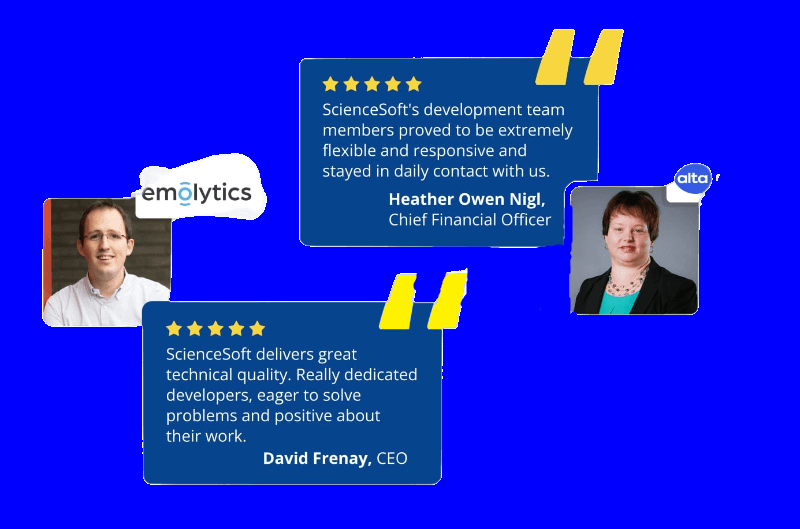 ScienceSoft's development team
members proved to be extremely
flexible and responsive and
stayed in daily contact with us.
Heather Owen Nigl,
Chief Financial Officer
alta
emolytics
ScienceSoft delivers great
technical quality. Really dedicated
developers, eager to solve
problems and positive about
their work.
David Frenay, CEO